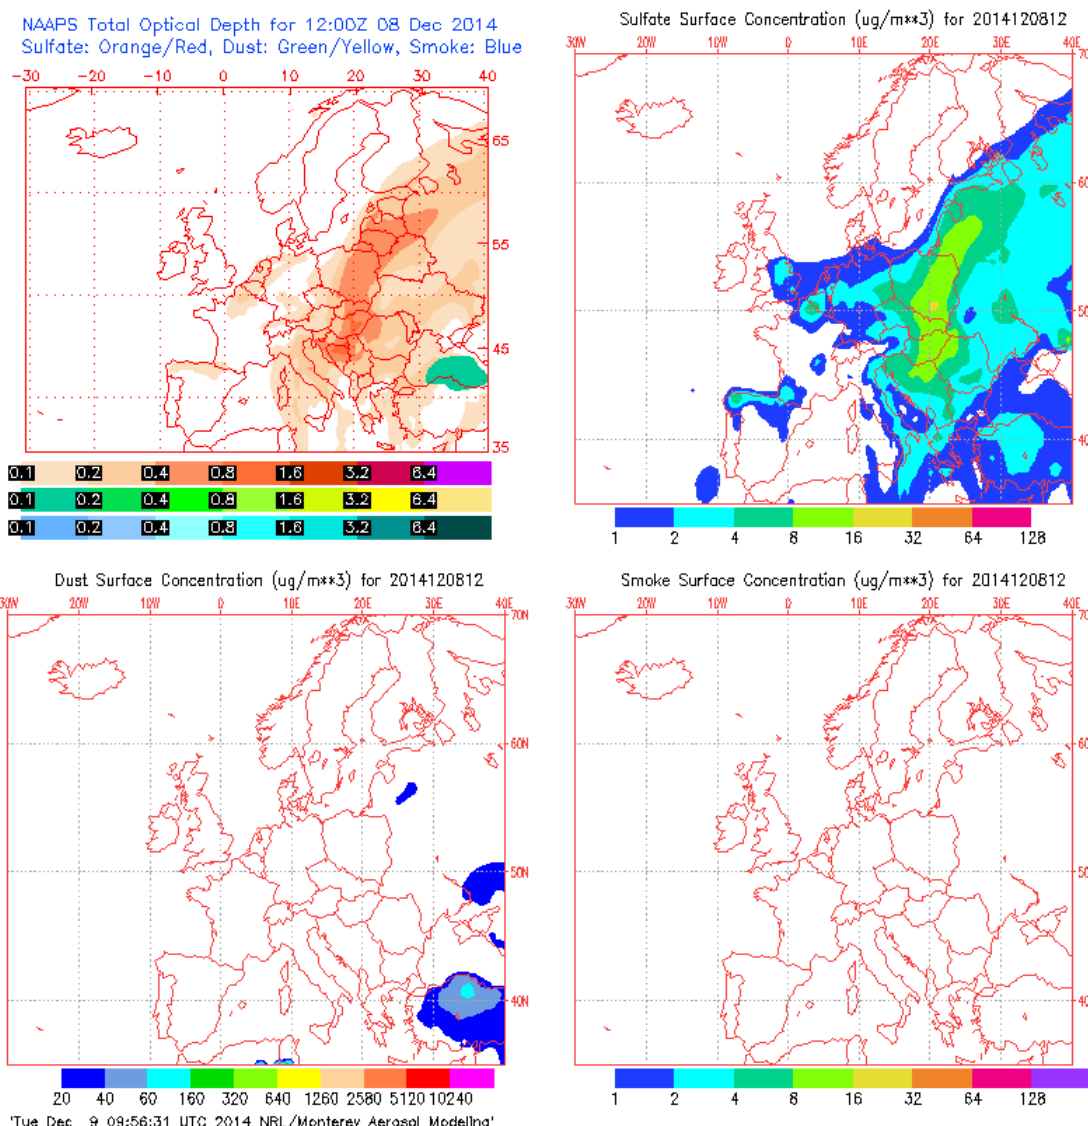 NAAPS Total Optical Depth for 12:00Z 08 Dec 2014
Sulfate: Orange/Red, Dust: Green/Yellow, Smoke: Blue
-30 -20 -10 0 10 20 30 40
65
55
45
35
0.1 0.2 0.4 0.8 1.6 3.2 6.4
0.1 0.2 0.4 0.8 1.6 3.2 6.4
0.1 0.2 0.4 0.8 1.6 3.2 6.4
Sulfate Surface Concentration (ug/m**3) for 2014120812
30W 20W 10W 0 10E 20E 30E 40E
70
60
50
40
1 2 4 8 16 32 64 128
Dust Surface Concentration (ug/m**3) for 2014120812
30W 20W 10W 0 10E 20E 30E 40E
70N
60N
50N
40N
20 40 60 160 320 640 1260 2580 5120 10240
'Tue Dec 9 09:56:31 UTC 2014 NRL/Monterey Aerosol Modeling'
Smoke Surface Concentration (ug/m**3) for 2014120812
30W 20W 10W 0 10E 20E 30E 40E
70
60
50
40
1 2 4 8 16 32 64 128